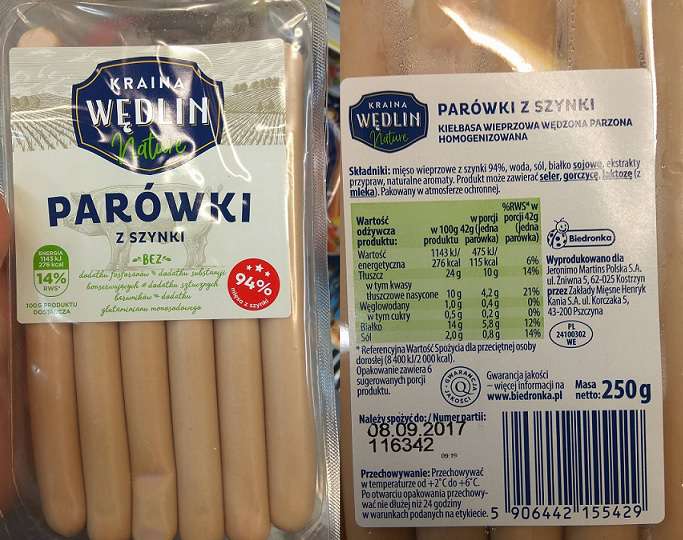 KRAINA
WĘDLIN
Nature
PARÓWKI
Z SZYNKI
BEZ
dodatku fosforanów dodatku substancji
konserwujących dodatku sztucznych
barwników dodatku
glutaminianu monosodowego
ENERGIA
1143 kJ
276 kcal
14%
RWS*
100 G PRODUKTU
DOSTARCZA
94%
mięsa z szynki
KRAINA
WĘDLIN
Nature
PARÓWKI Z SZYNKI
KIEŁBASA WIEPRZOWA WĘDZONA PARZONA
HOMOGENIZOWANA
Składniki: mięso wieprzowe z szynki 94%, woda, sól, białko sojowe, ekstrakty
przypraw, naturalne aromaty. Produkt może zawierać seler, gorczycę, laktozę (z
mleka). Pakowany w atmosferze ochronnej.
Wartość odżywcza produktu: w 100g produktu w porcji 42g (jedna parówka) %RWS* w porcji 42g (jedna parówka)
Wartość energetyczna 1143 kJ/ 276 kcal 475 kJ/ 115 kcal 6%
Tłuszcz 24 g 10 g 14%
w tym kwasy tłuszczowe nasycone 10 g 4,2 g 21%
Węglowodany 1,0 g 0,4 g 0%
w tym cukry 0,5 g 0,2 g 0%
Białko 14 g 5,8 g 12%
Sól 2,0 g 0,8 g 14%
* Referencyjna Wartość Spożycia dla przeciętnej osoby
dorosłej (8 400 kJ/2 000 kcal).
Opakowanie zawiera 6
sugerowanych porcji
produktu.
Biedronka
Wyprodukowano dla
Jeronimo Martins Polska S.A.
ul. Żniwna 5, 62-025 Kostrzyn
przez Zakłady Mięsne Henryk
Kania S.A. ul. Korczaka 5,
43-200 Pszczyna
PL
24100302
WE
GWARANCJA
JAKOŚCI
Gwarancja jakości
– więcej informacji na
www.biedronka.pl
Masa
netto: 250 g
Należy spożyć do: / Numer partii:
08.09.2017
116342
09:19
Przechowywanie: Przechowywać
w temperaturze od +2˚C do +6˚C.
Po otwarciu opakowania przechowy-
wać nie dłużej niż 24 godziny
w warunkach podanych na etykiecie.
5 906442 155429